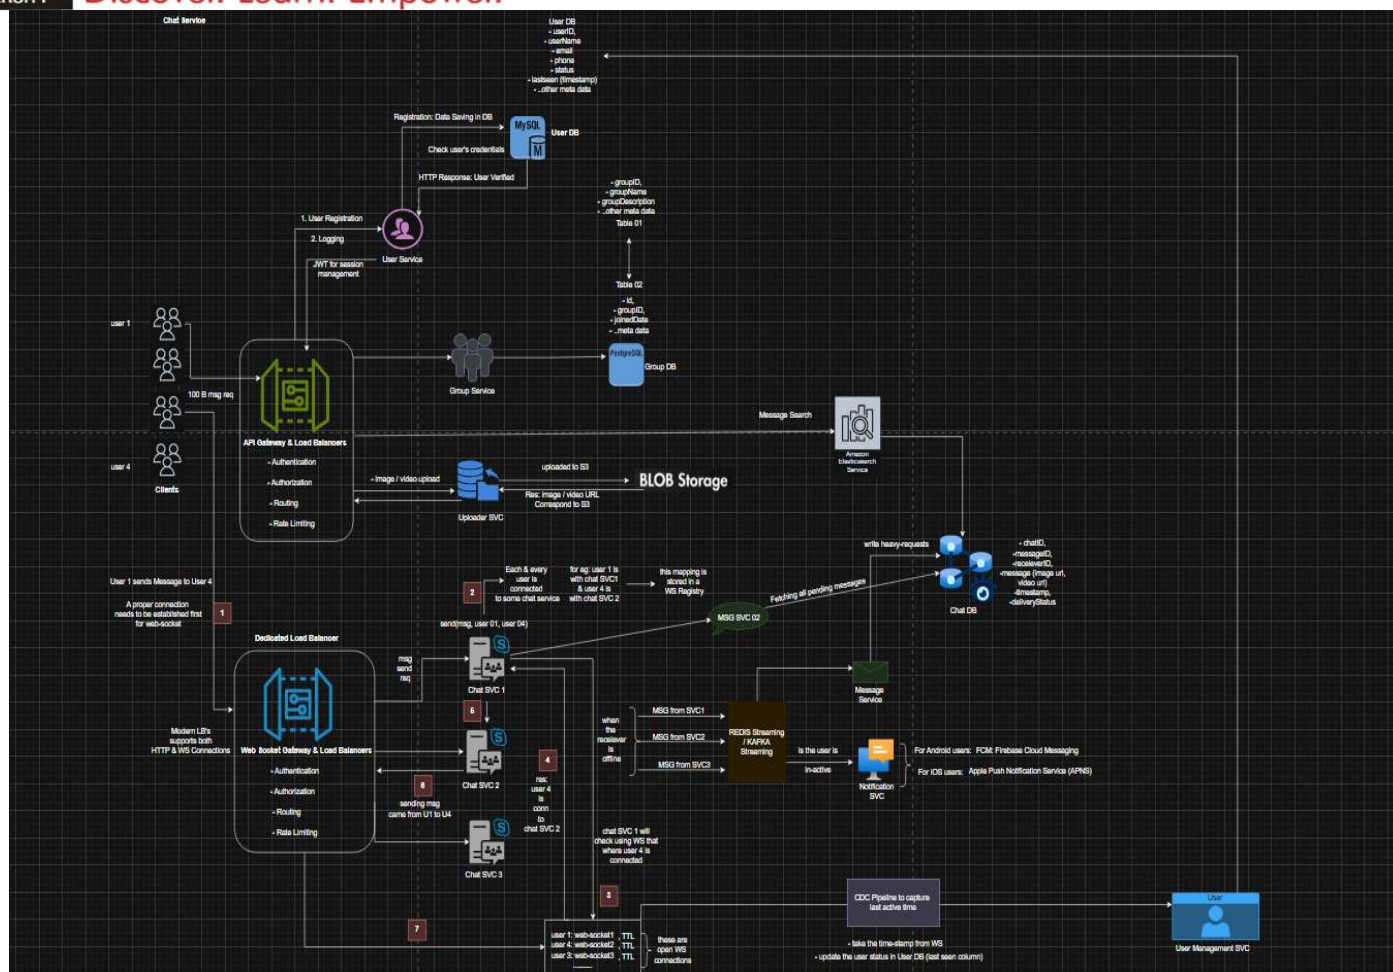 Discover. Learn. Empower.
Chat Service
User DB
- userID,
- userName
- email
- phone
- status
- lastseen (timestamp)
- ..other meta data
Registration: Data Saving in DB
MySQL
User DB
Check user's credentials
M
HTTP Response: User Verified
- groupID,
- groupName
- groupDescription
- ..other meta data
Table 01
1. User Registration
2. Logging
User Service
JWT for session
management
Table 02
- id,
- groupID,
- joinedDate
- ..meta data
user 1
PostgreSQL
Group DB
Group Service
100 B msg req
Message Search
API Gateway & Load Balancers
Amazon
Elasticsearch
Service
user 4
- Authentication
- Authorization
- Routing
- Rate Limiting
Clients
- image / video upload
uploaded to S3
BLOB Storage
Res: image / video URL
Correspond to S3
Uploader SVC
write heavy-requests
- chatID,
- messageID,
- receieverID,
-message (image url,
video url)
-timestamp,
-deliveryStatus
Chat DB
User 1 sends Message to User 4
A proper connection
needs to be established first
for web-socket
1
2
Each & every
user is
connected
to some chat service
for eg: user 1 is
with chat SVC1
& user 4 is
with chat SVC 2
this mapping is
stored in a
WS Registry
Fetching all pending messages
MSG SVC 02
send(msg, user 01, user 04)
Dedicated Load Balancer
msg
send
req
Chat SVC 1
Message
Service
5
Modern LB's
supports both
HTTP & WS Connections
Web Socket Gateway & Load Balancers
- Authentication
- Authorization
- Routing
- Rate Limiting
Chat SVC 2
6
sending msg
came from U1 to U4
4
res:
user 4
is
conn
to
chat SVC 2
when
the
receiever
is
offline
MSG from SVC1
MSG from SVC2
MSG from SVC3
REDIS Streaming
/ KAFKA
Streaming
is the user is
in-active
Notification
SVC
For Android users: FCM: Firebase Cloud Messaging
For iOS users: Apple Push Notification Service (APNS)
Chat SVC 3
chat SVC 1 will
check using WS that
where user 4 is
connected
3
7
user 1: web-socket1 , TTL
user 4: web-socket2 , TTL
user 3: web-socket3 , TTL
these are
open WS
connections
CDC Pipeline to capture
last active time
- take the time-stamp from WS
- update the user status in User DB (last seen column)
User
User Management SVC